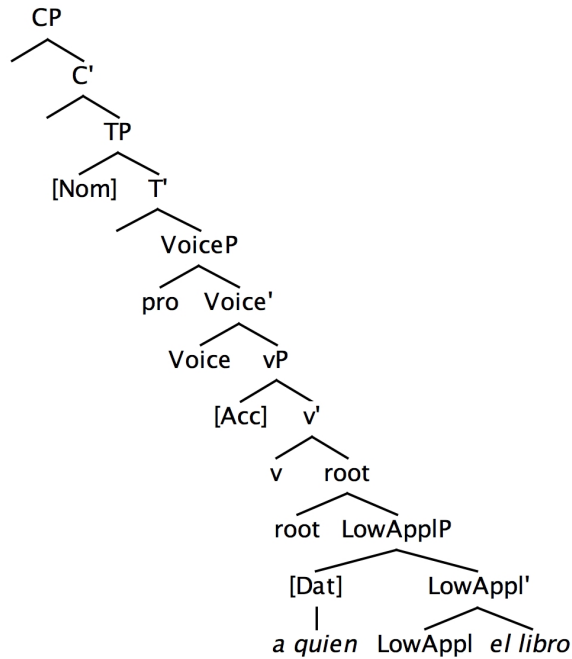 CP
C'
TP
[Nom] T'
VoiceP
pro Voice'
Voice vP
[Acc] v'
v root
root LowApplP
[Dat] LowAppl'
a quien LowAppl el libro